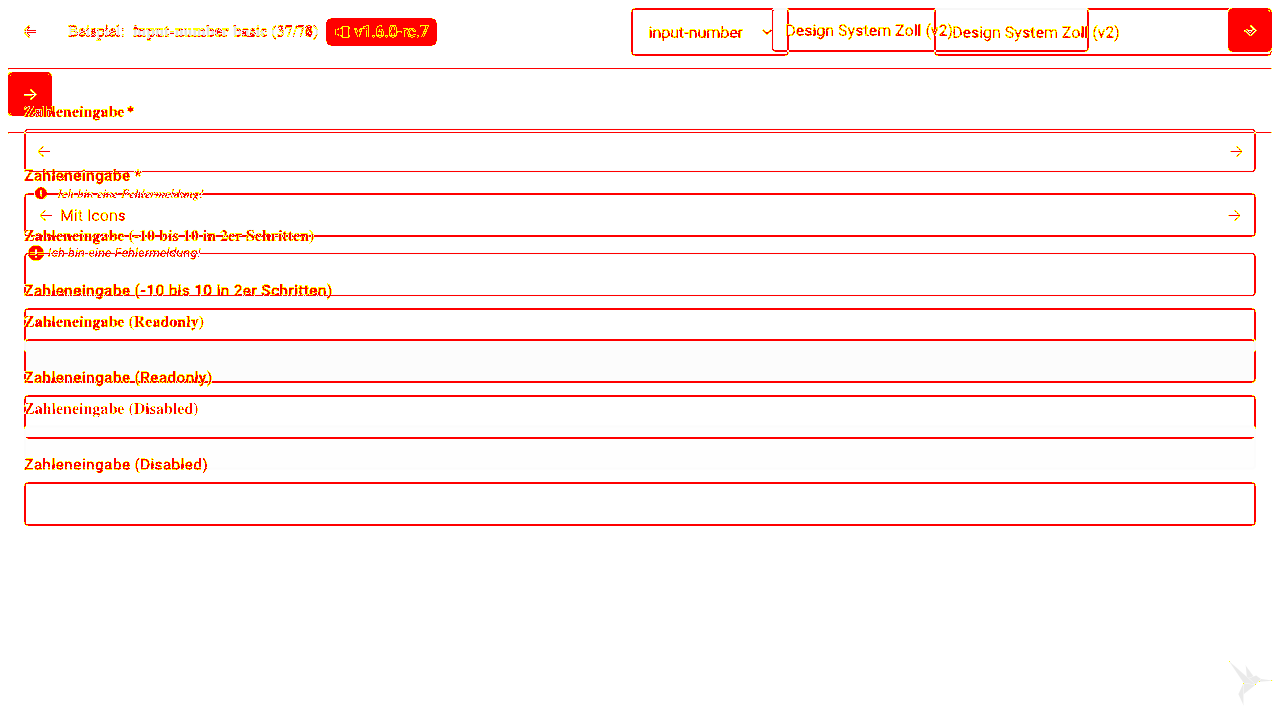 Beispiel: input-number basic (37/78) v1.6.0-rc.7
input-number
Design System Zoll (v2)
Design System Zoll (v2)
Zahleneingabe *
Zahleneingabe *
Ich bin eine Fehlermeldung!
Mit Icons
Zahleneingabe (-10 bis 10 in 2er Schritten)
Ich bin eine Fehlermeldung!
Zahleneingabe (-10 bis 10 in 2er Schritten)
Zahleneingabe (Readonly)
Zahleneingabe (Readonly)
Zahleneingabe (Disabled)
Zahleneingabe (Disabled)